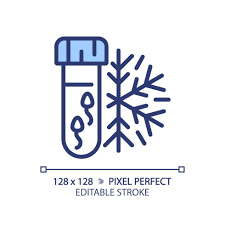 128 x 128 ➽ PIXEL PERFECT
EDITABLE STROKE